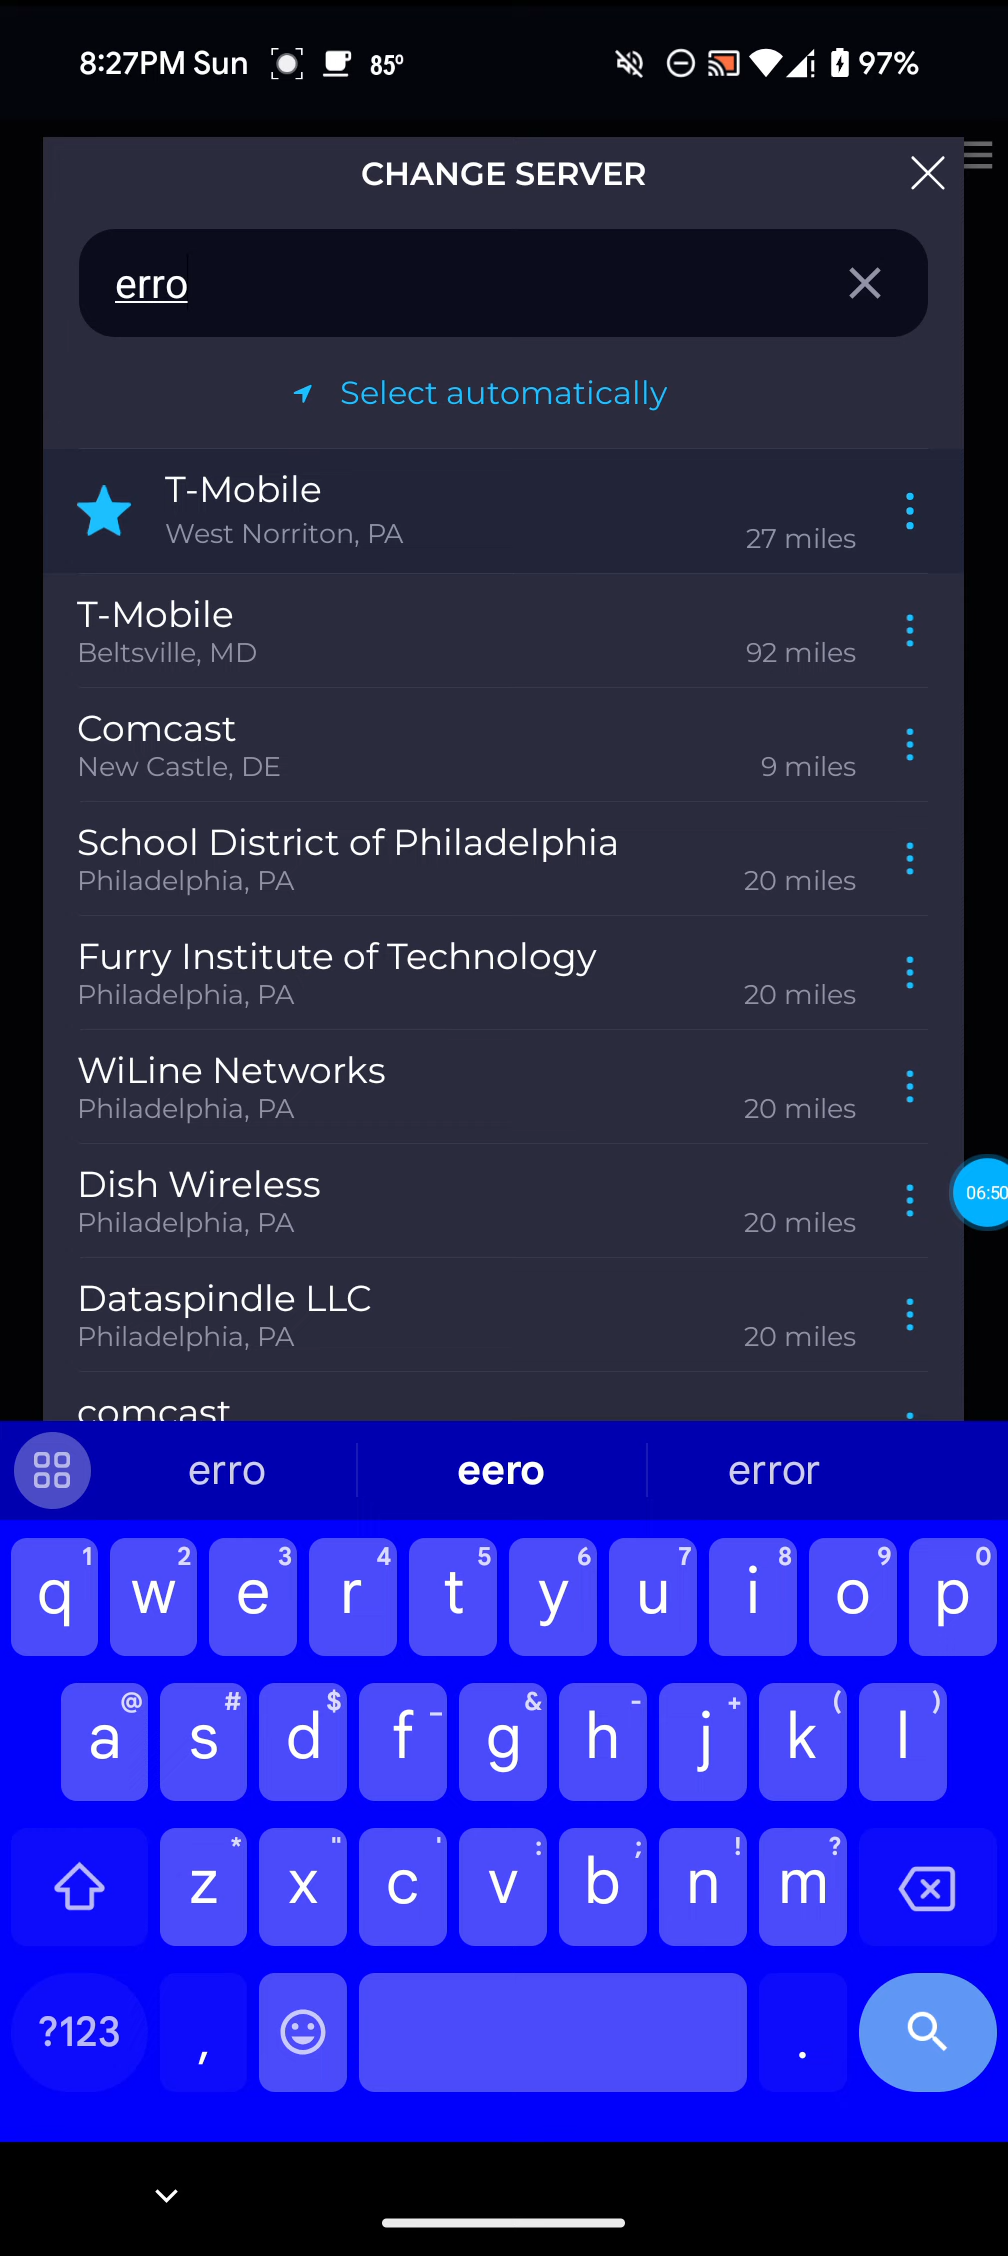 8:27PM Sun 85° 97%
CHANGE SERVER
erro
Select automatically
T-Mobile
West Norriton, PA 27 miles
T-Mobile
Beltsville, MD 92 miles
Comcast
New Castle, DE 9 miles
School District of Philadelphia
Philadelphia, PA 20 miles
Furry Institute of Technology
Philadelphia, PA 20 miles
WiLine Networks
Philadelphia, PA 20 miles
Dish Wireless
06:50
Philadelphia, PA 20 miles
Dataspindle LLC
Philadelphia, PA 20 miles
comcast
erro eero error
1 2 3 4 5 6 7 8 9 0
q w e r t y u i o p
@ # $ _ & - + ( )
a s d f g h j k l
* " ' : ; ! ?
z x c v b n m
?123 , .